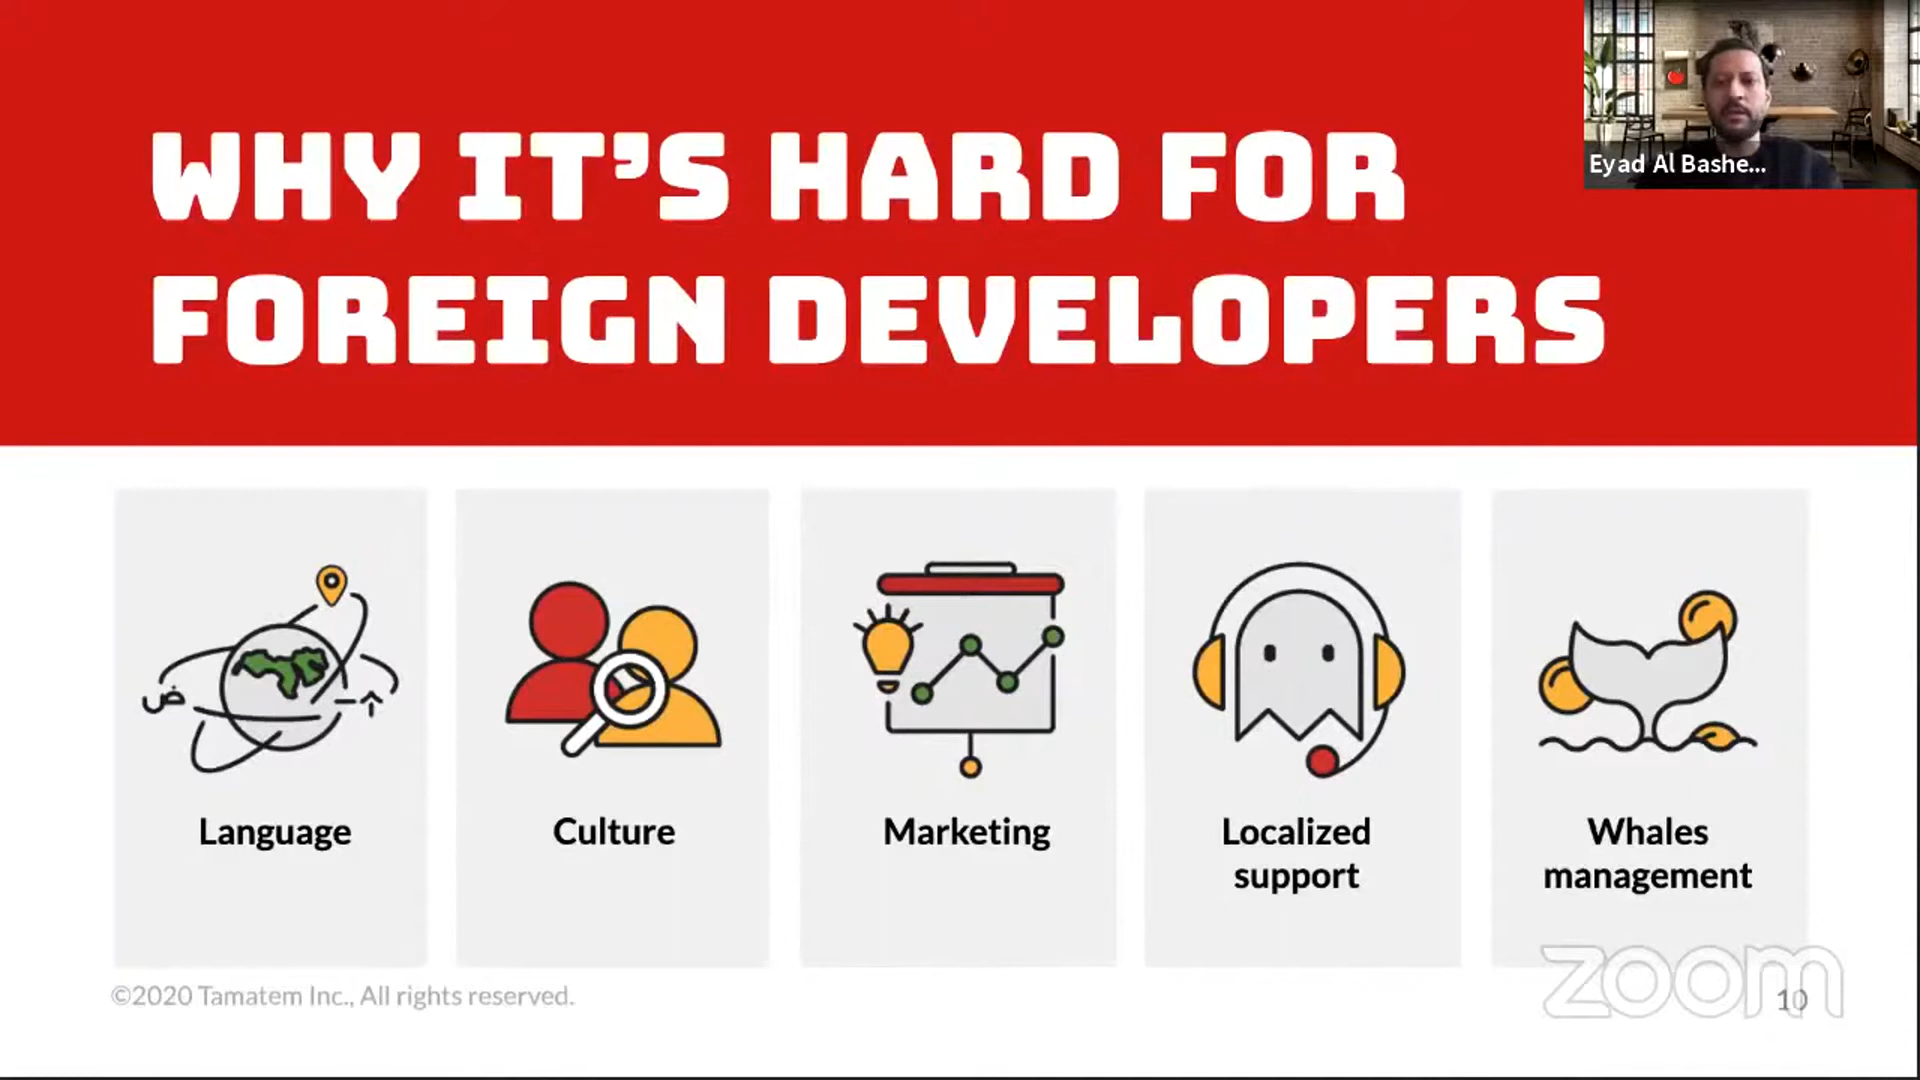 WHY IT'S HARD FOR
FOREIGN DEVELOPERS
Eyad Al Bashe...
ض
Language
Culture
Marketing
Localized
support
Whales
management
©2020 Tamatem Inc., All rights reserved.
zoom
10